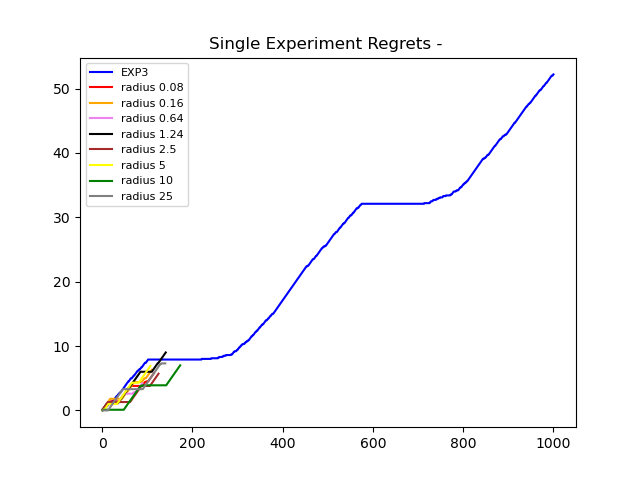 Single Experiment Regrets -
EXP3
radius 0.08
radius 0.16
radius 0.64
radius 1.24
radius 2.5
radius 5
radius 10
radius 25
50
40
30
20
10
0
0 200 400 600 800 1000